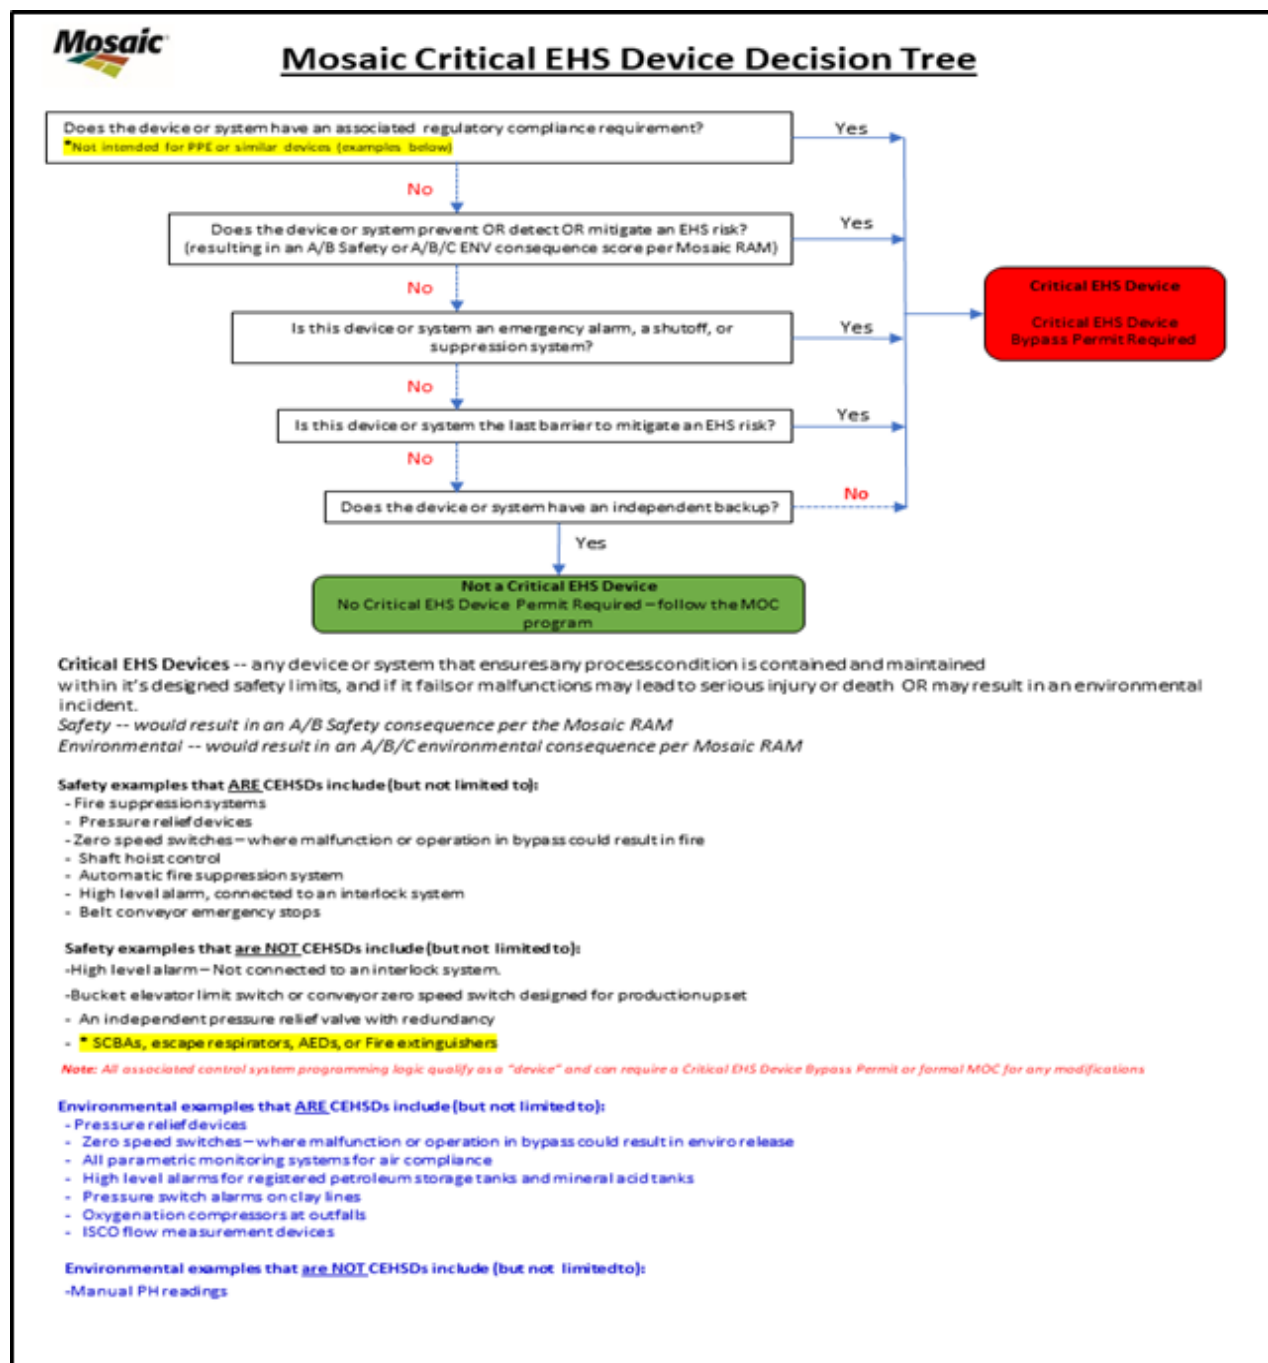 Mosaic
Mosaic Critical EHS Device Decision Tree
Does the device or system have an associated regulatory compliance requirement?
*Not intended for PPE or similar devices (examples below)
Yes
No
Does the device or system prevent OR detect OR mitigate an EHS risk?
(resulting in an A/B Safety or A/B/C ENV consequence score per Mosaic RAM)
Yes
No
Critical EHS Device
Critical EHS Device
Bypass Permit Required
Is this device or system an emergency alarm, a shutoff, or
suppression system?
Yes
No
Is this device or system the last barrier to mitigate an EHS risk?
Yes
No
Does the device or system have an independent backup?
No
Yes
Not a Critical EHS Device
No Critical EHS Device Permit Required – follow the MOC
program
Critical EHS Devices -- any device or system that ensures any process condition is contained and maintained
within it's designed safety limits, and if it fails or malfunctions may lead to serious injury or death OR may result in an environmental
incident.
Safety -- would result in an A/B Safety consequence per the Mosaic RAM
Environmental -- would result in an A/B/C environmental consequence per Mosaic RAM
Safety examples that ARE CEHSDs include (but not limited to):
- Fire suppression systems
- Pressure relief devices
- Zero speed switches – where malfunction or operation in bypass could result in fire
- Shaft hoist control
- Automatic fire suppression system
- High level alarm, connected to an interlock system
- Belt conveyor emergency stops
Safety examples that are NOT CEHSDs include (but not limited to):
-High level alarm – Not connected to an interlock system.
-Bucket elevator limit switch or conveyor zero speed switch designed for production upset
- An independent pressure relief valve with redundancy
- * SCBAs, escape respirators, AEDs, or Fire extinguishers
Note: All associated control system programming logic qualify as a "device" and can require a Critical EHS Device Bypass Permit or formal MOC for any modifications
Environmental examples that ARE CEHSDs include (but not limited to):
- Pressure relief devices
- Zero speed switches – where malfunction or operation in bypass could result in enviro release
- All parametric monitoring systems for air compliance
- High level alarms for registered petroleum storage tanks and mineral acid tanks
- Pressure switch alarms on clay lines
- Oxygenation compressors at outfalls
- ISCO flow measurement devices
Environmental examples that are NOT CEHSDs include (but not limited to):
-Manual PH readings